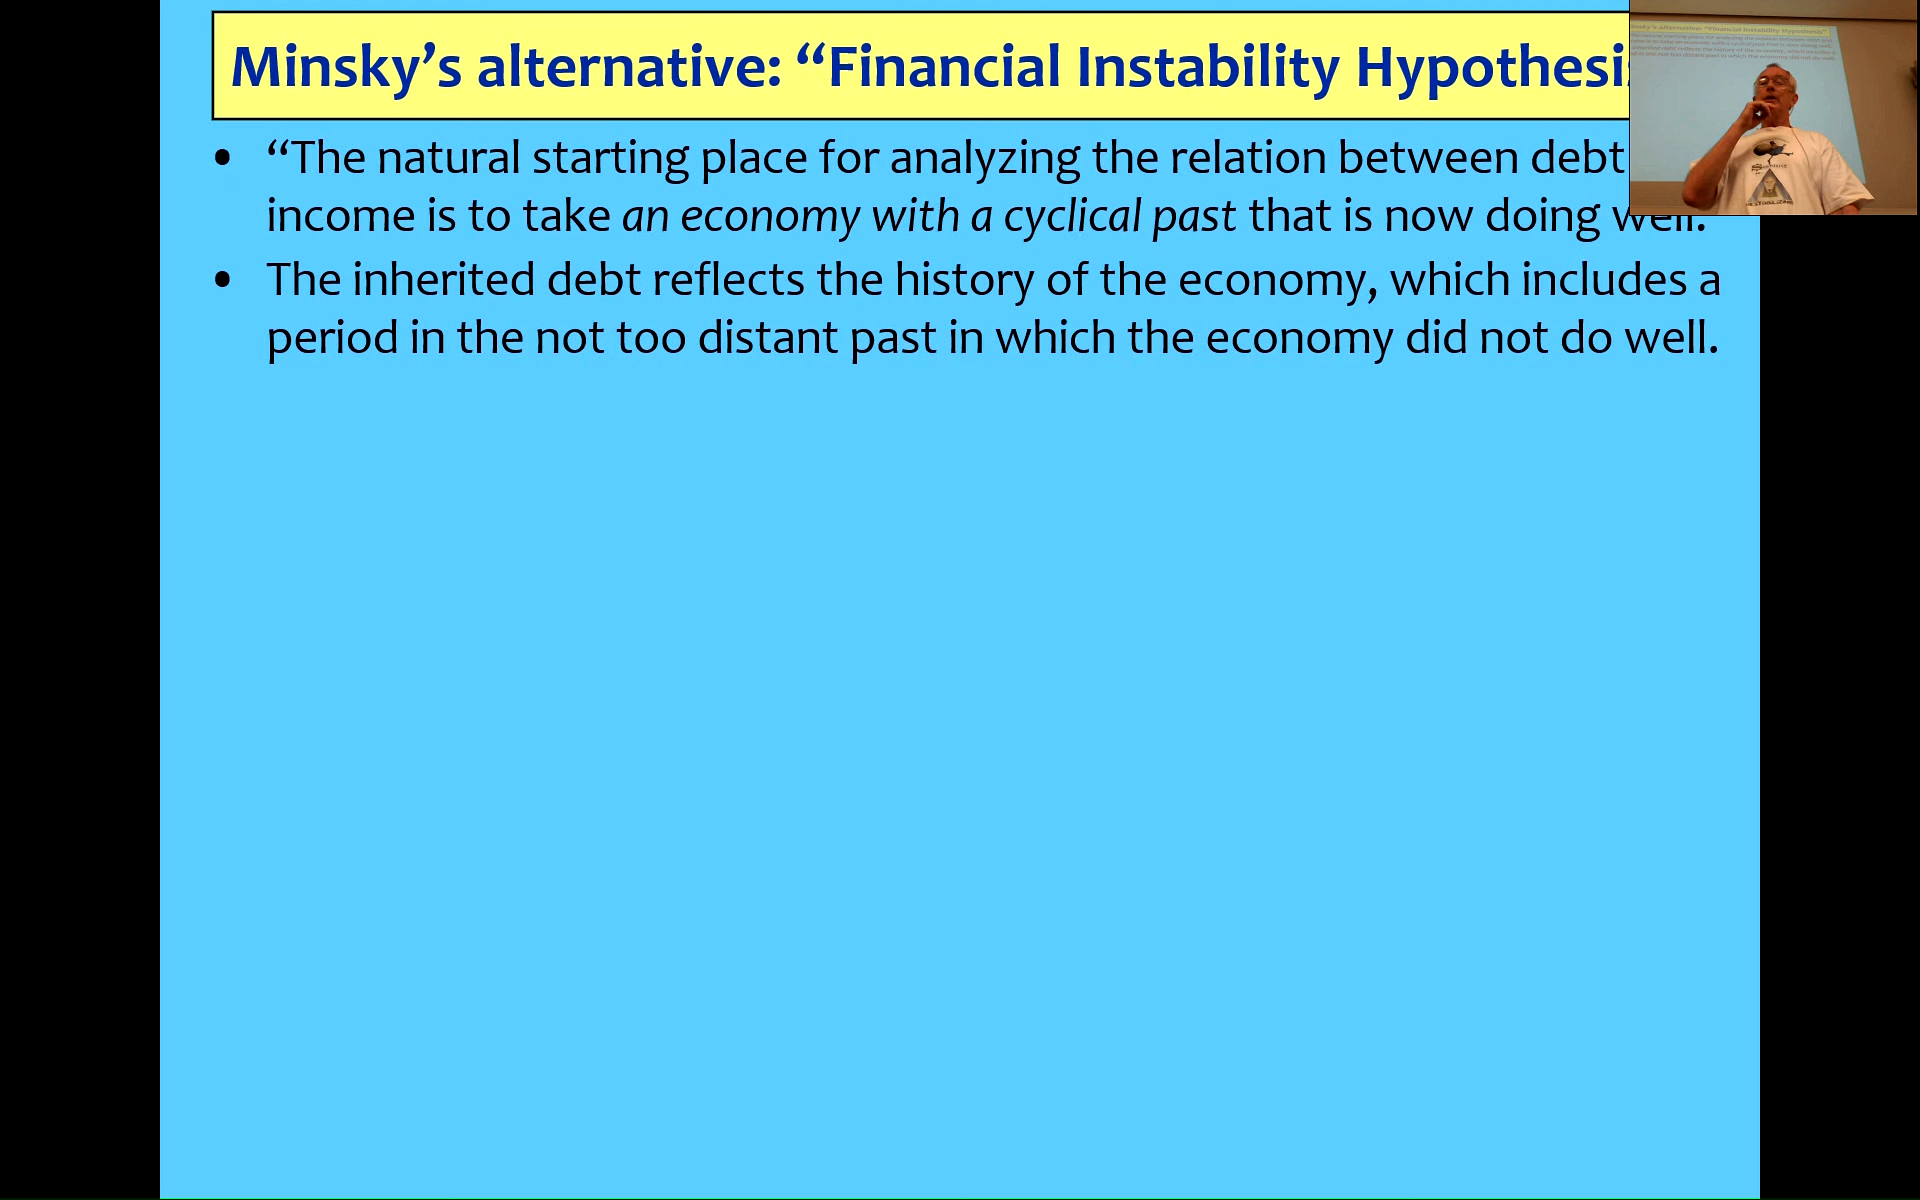 Minsky's alternative: “Financial Instability Hypothesi
• “The natural starting place for analyzing the relation between debt
income is to take an economy with a cyclical past that is now doing well.
• The inherited debt reflects the history of the economy, which includes a
period in the not too distant past in which the economy did not do well.